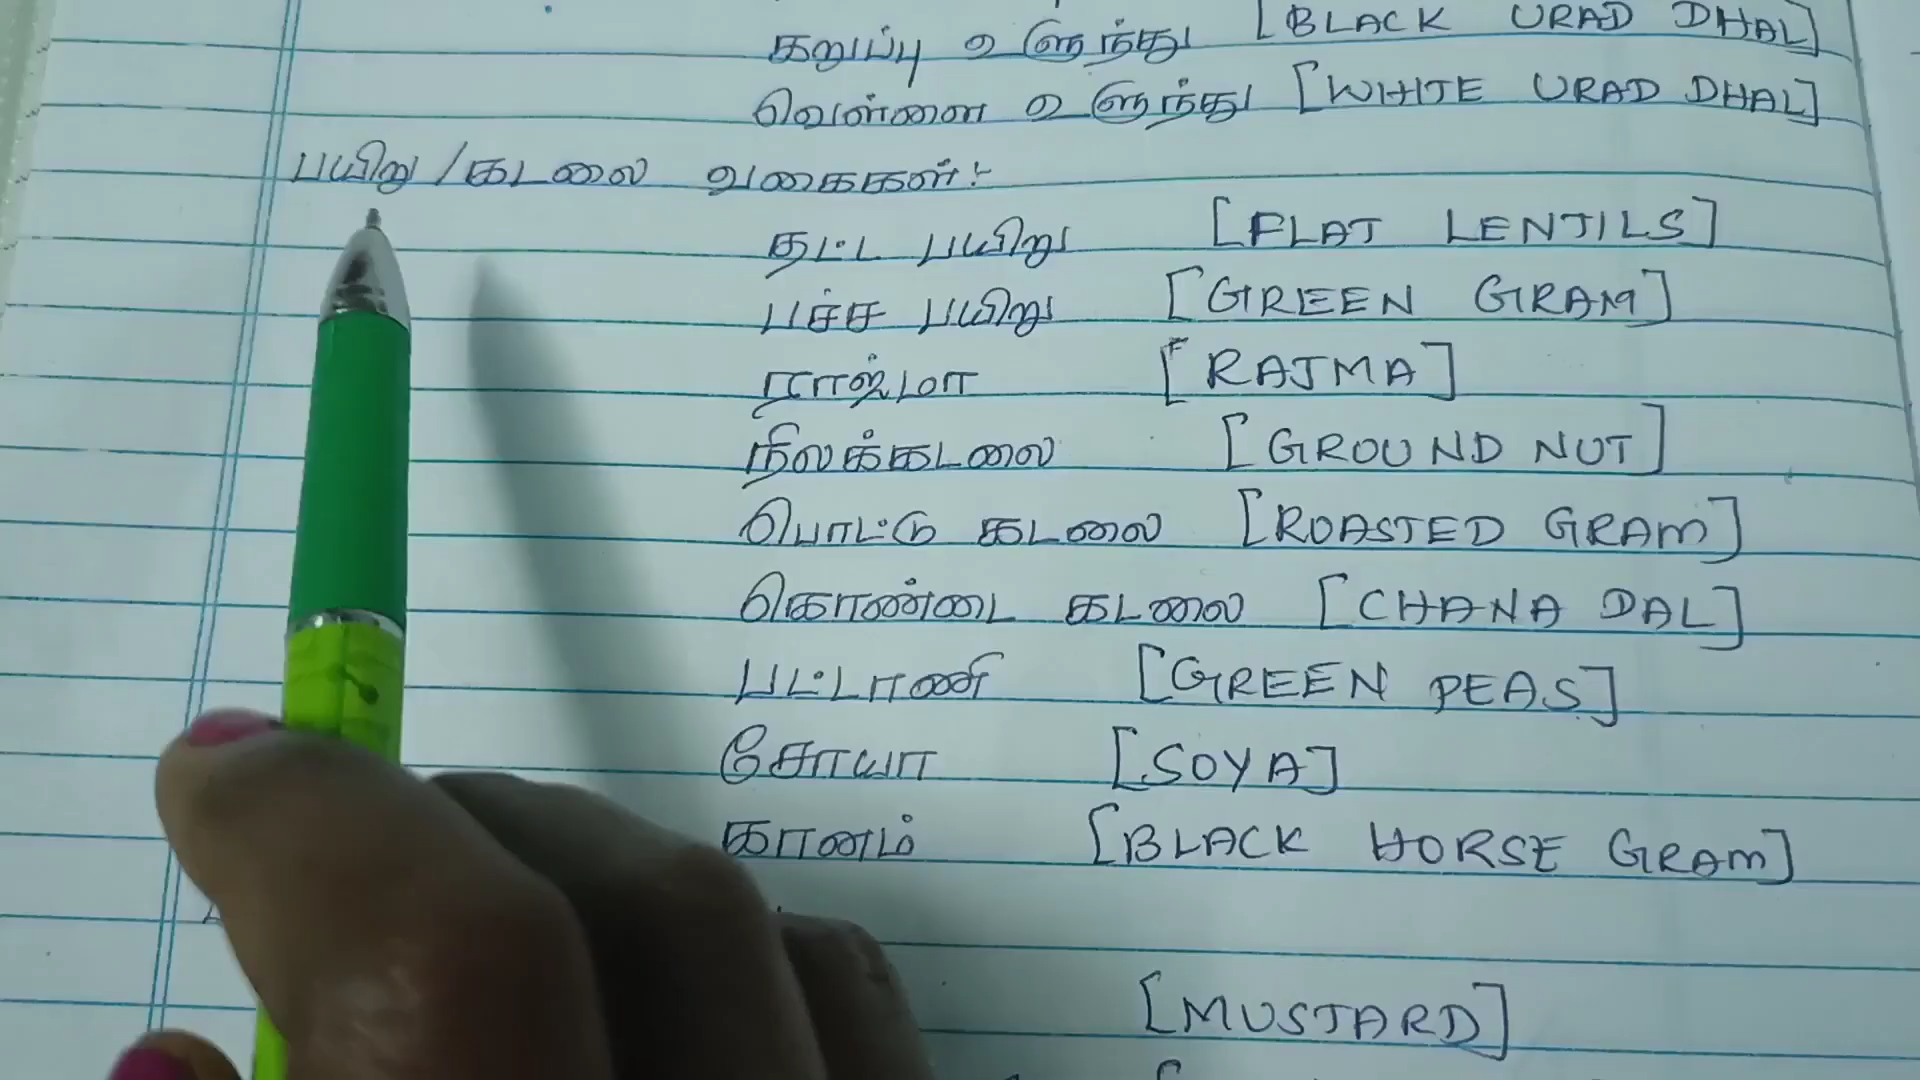 கறுப்பு உளுந்து [BLACK URAD DHAL]
வெள்ளை உளுந்து [WHITE URAD DHAL]
பயிறு / கடலை வகைகள் :-
தட்ட பயிறு [FLAT LENTILS]
பச்ச பயிறு [GREEN GRAM]
ராஜ்மா [RAJMA]
நிலக்கடலை [GROUND NUT]
பொட்டு கடலை [ROASTED GRAM]
கொண்டை கடலை [CHANA DAL]
பட்டாணி [GREEN PEAS]
சோயா [SOYA]
காணம் [BLACK HORSE GRAM]
[MUSTARD]